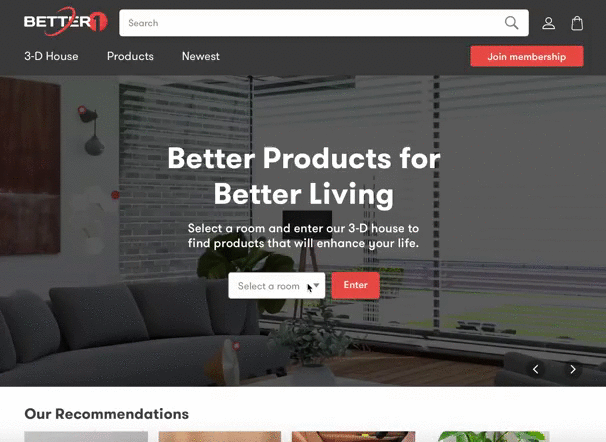 BETTER1
Search
3-D House
Products
Newest
Join membership
Better Products for
Better Living
Select a room and enter our 3-D house to
find products that will enhance your life.
Select a room
Enter
Our Recommendations